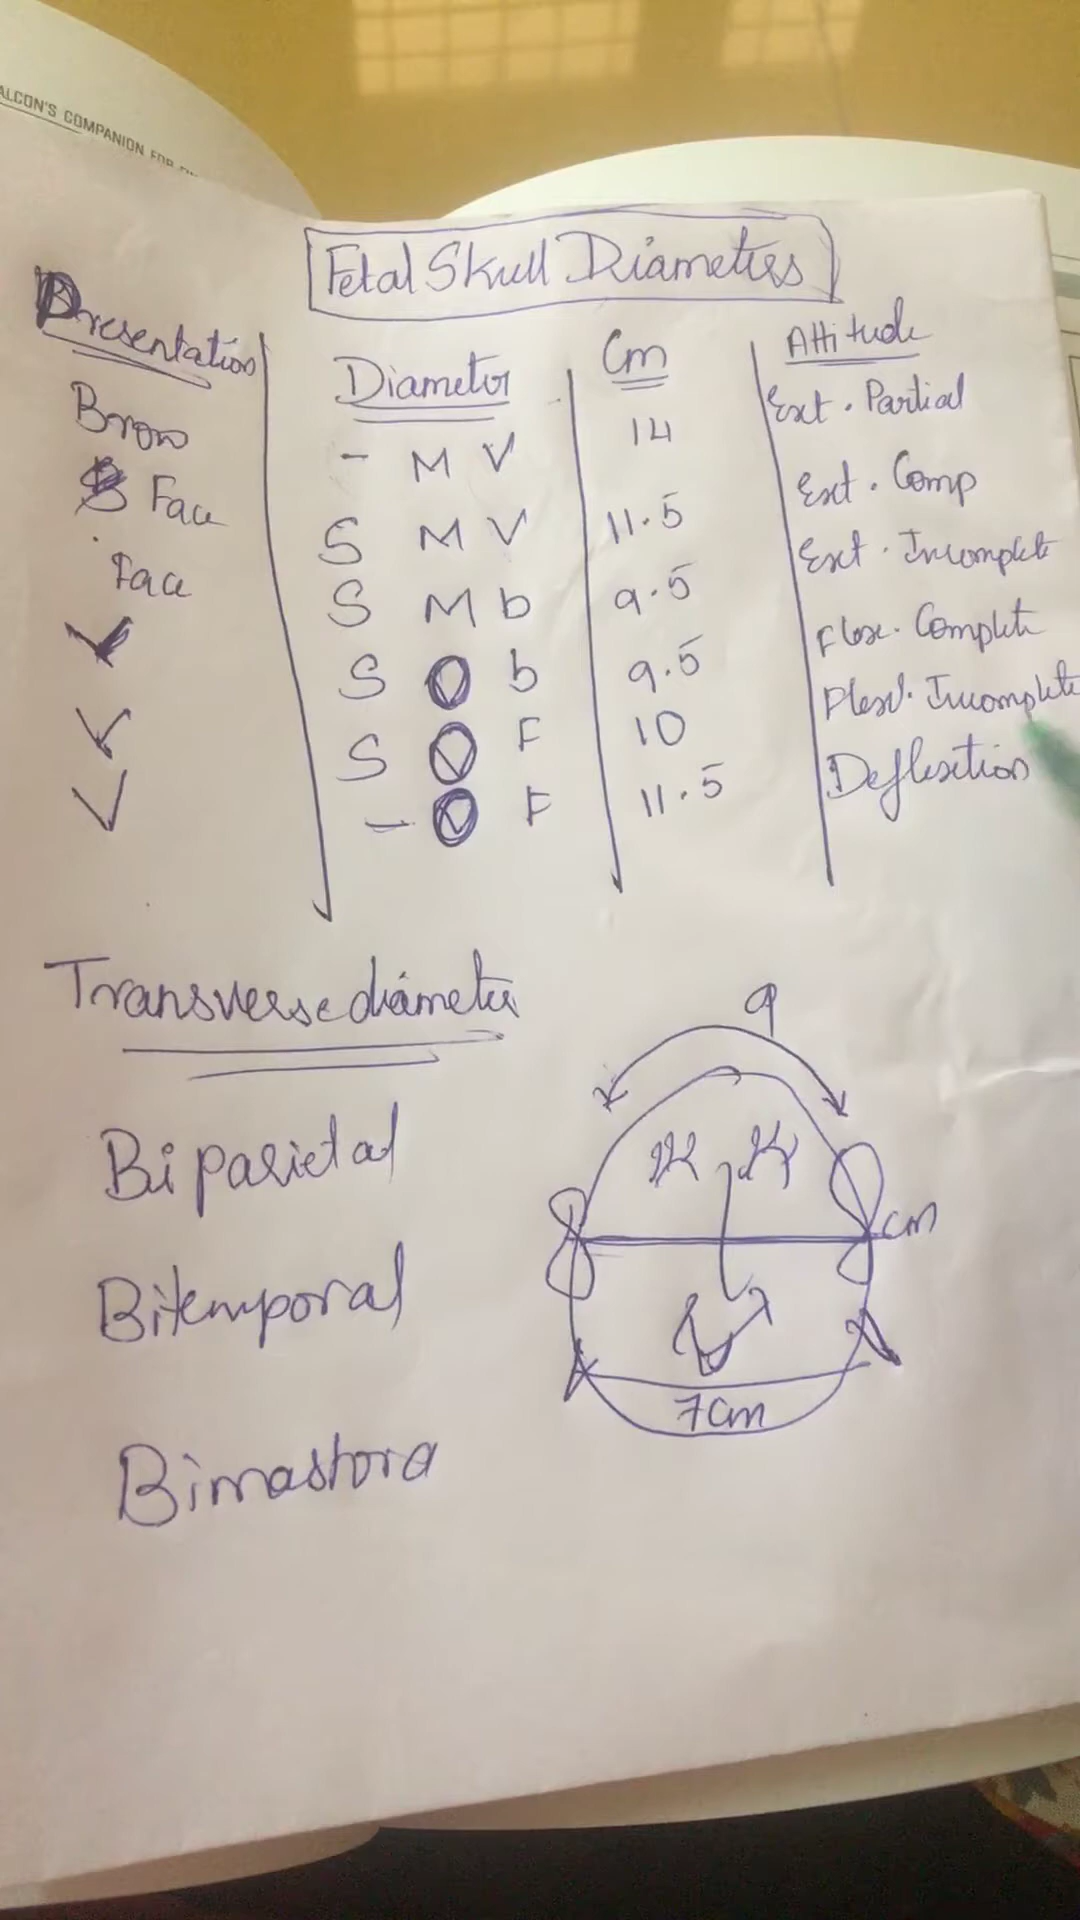 ALCON'S COMPANION FOR
Fetal Skull Diameters
Presentation Diameter Cm Attitude
Brow - M V 14 Ext. Partial
Face S M V 11.5 Ext. Comp
Face S M b 9.5 Ext. Incomplete
V S O b 9.5 Flex. Complete
V S O F 10 Flex. Incomplete
V - O F 11.5 Deflexition
Transverse diameter
9
Biparietal
cm
Bitemporal
7cm
Bimastora